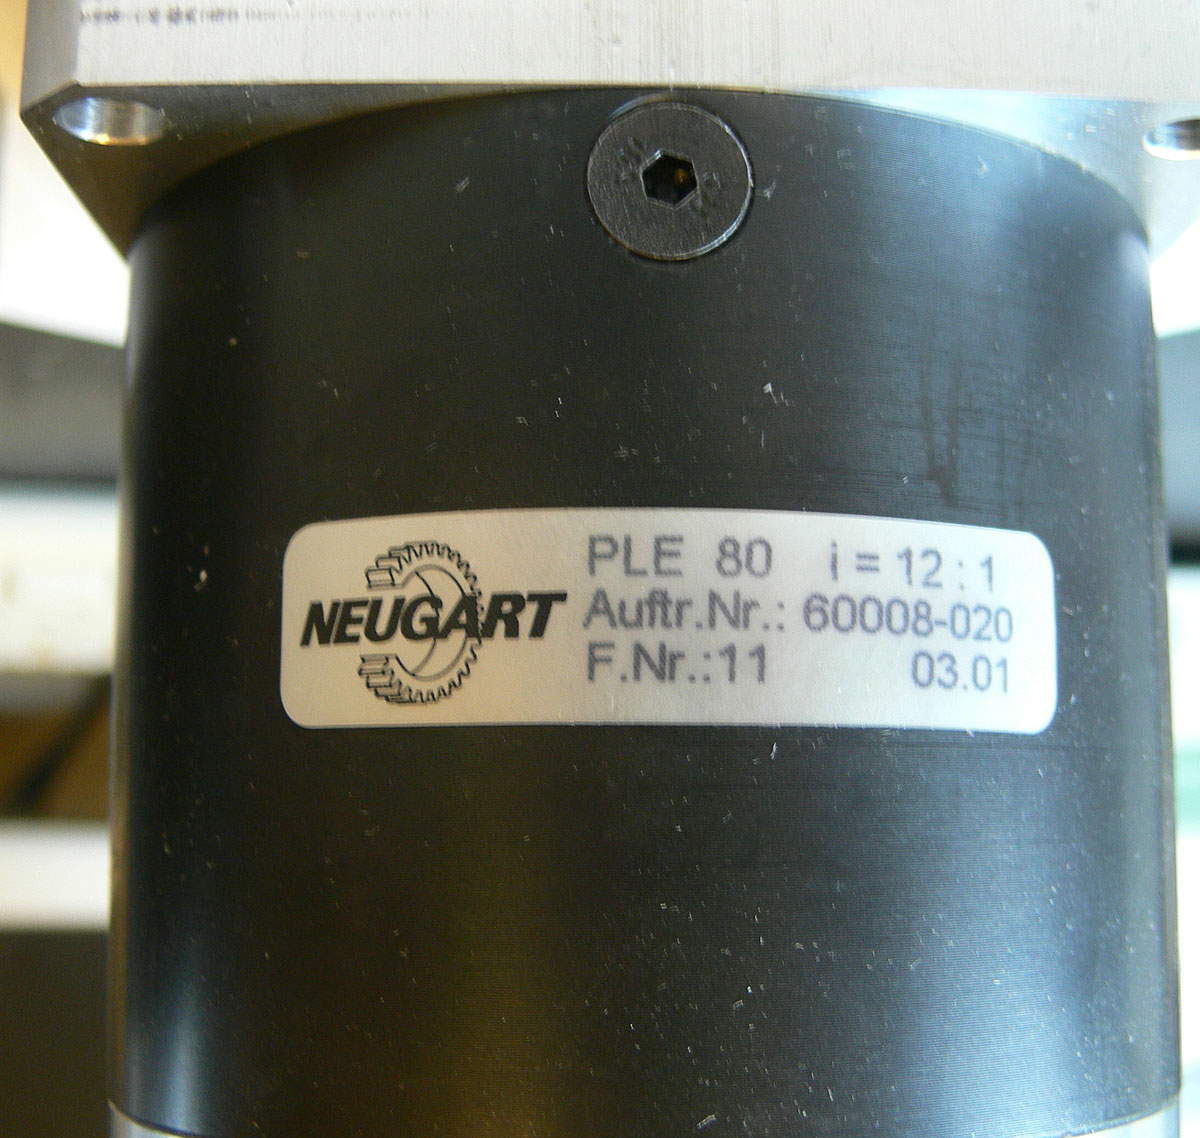 NEUGART
PLE 80 i = 12 : 1
Auftr.Nr.: 60008-020
F.Nr.:11 03.01